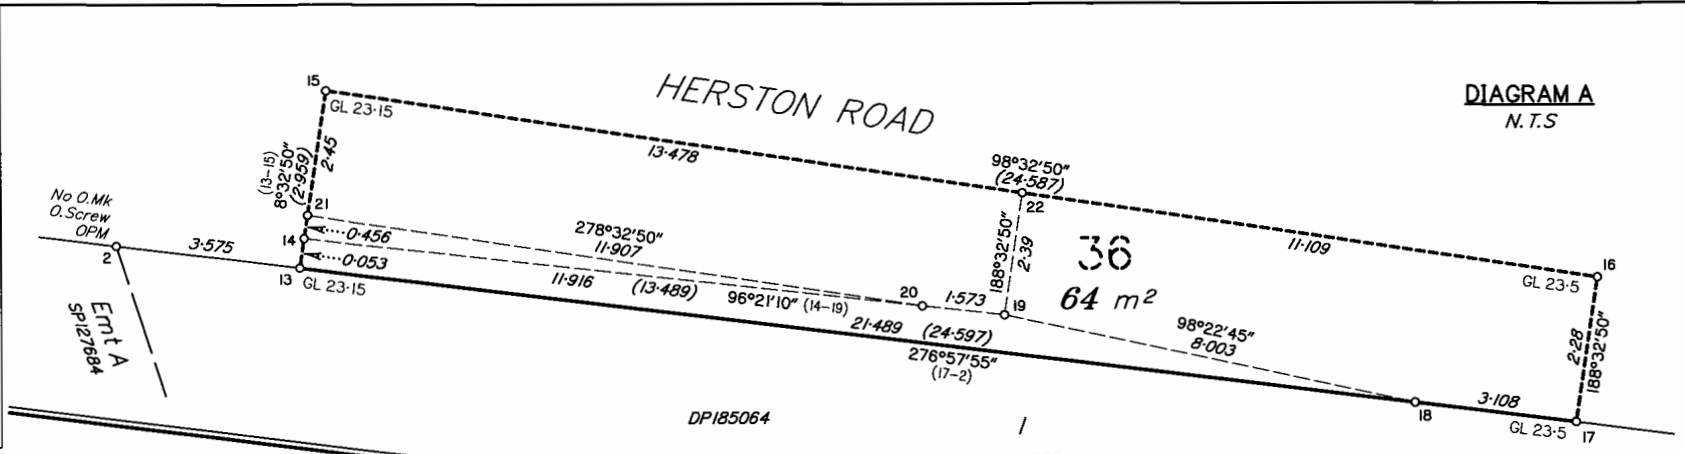 DIAGRAM A
N.T.S
HERSTON ROAD
15
GL 23·15
13·478
98°32'50"
(24·587)
22
11·109
16
GL 23·5
(13-15)
8°32'50"
(2·959)
2·45
21
0·456
14
0·053
13
GL 23·15
278°32'50"
11·907
11·916 (13·489) 96°21'10" (14-19)
20
1·573
19
188°32'50"
2·39
36
64 m²
98°22'45"
8·003
2·28
188°32'50"
21·489 (24·597)
276°57'55"
(17-2)
18
3·108
GL 23·5
17
No O.Mk
O.Screw
OPM
2
3·575
Emt A
SP127684
DP185064
1